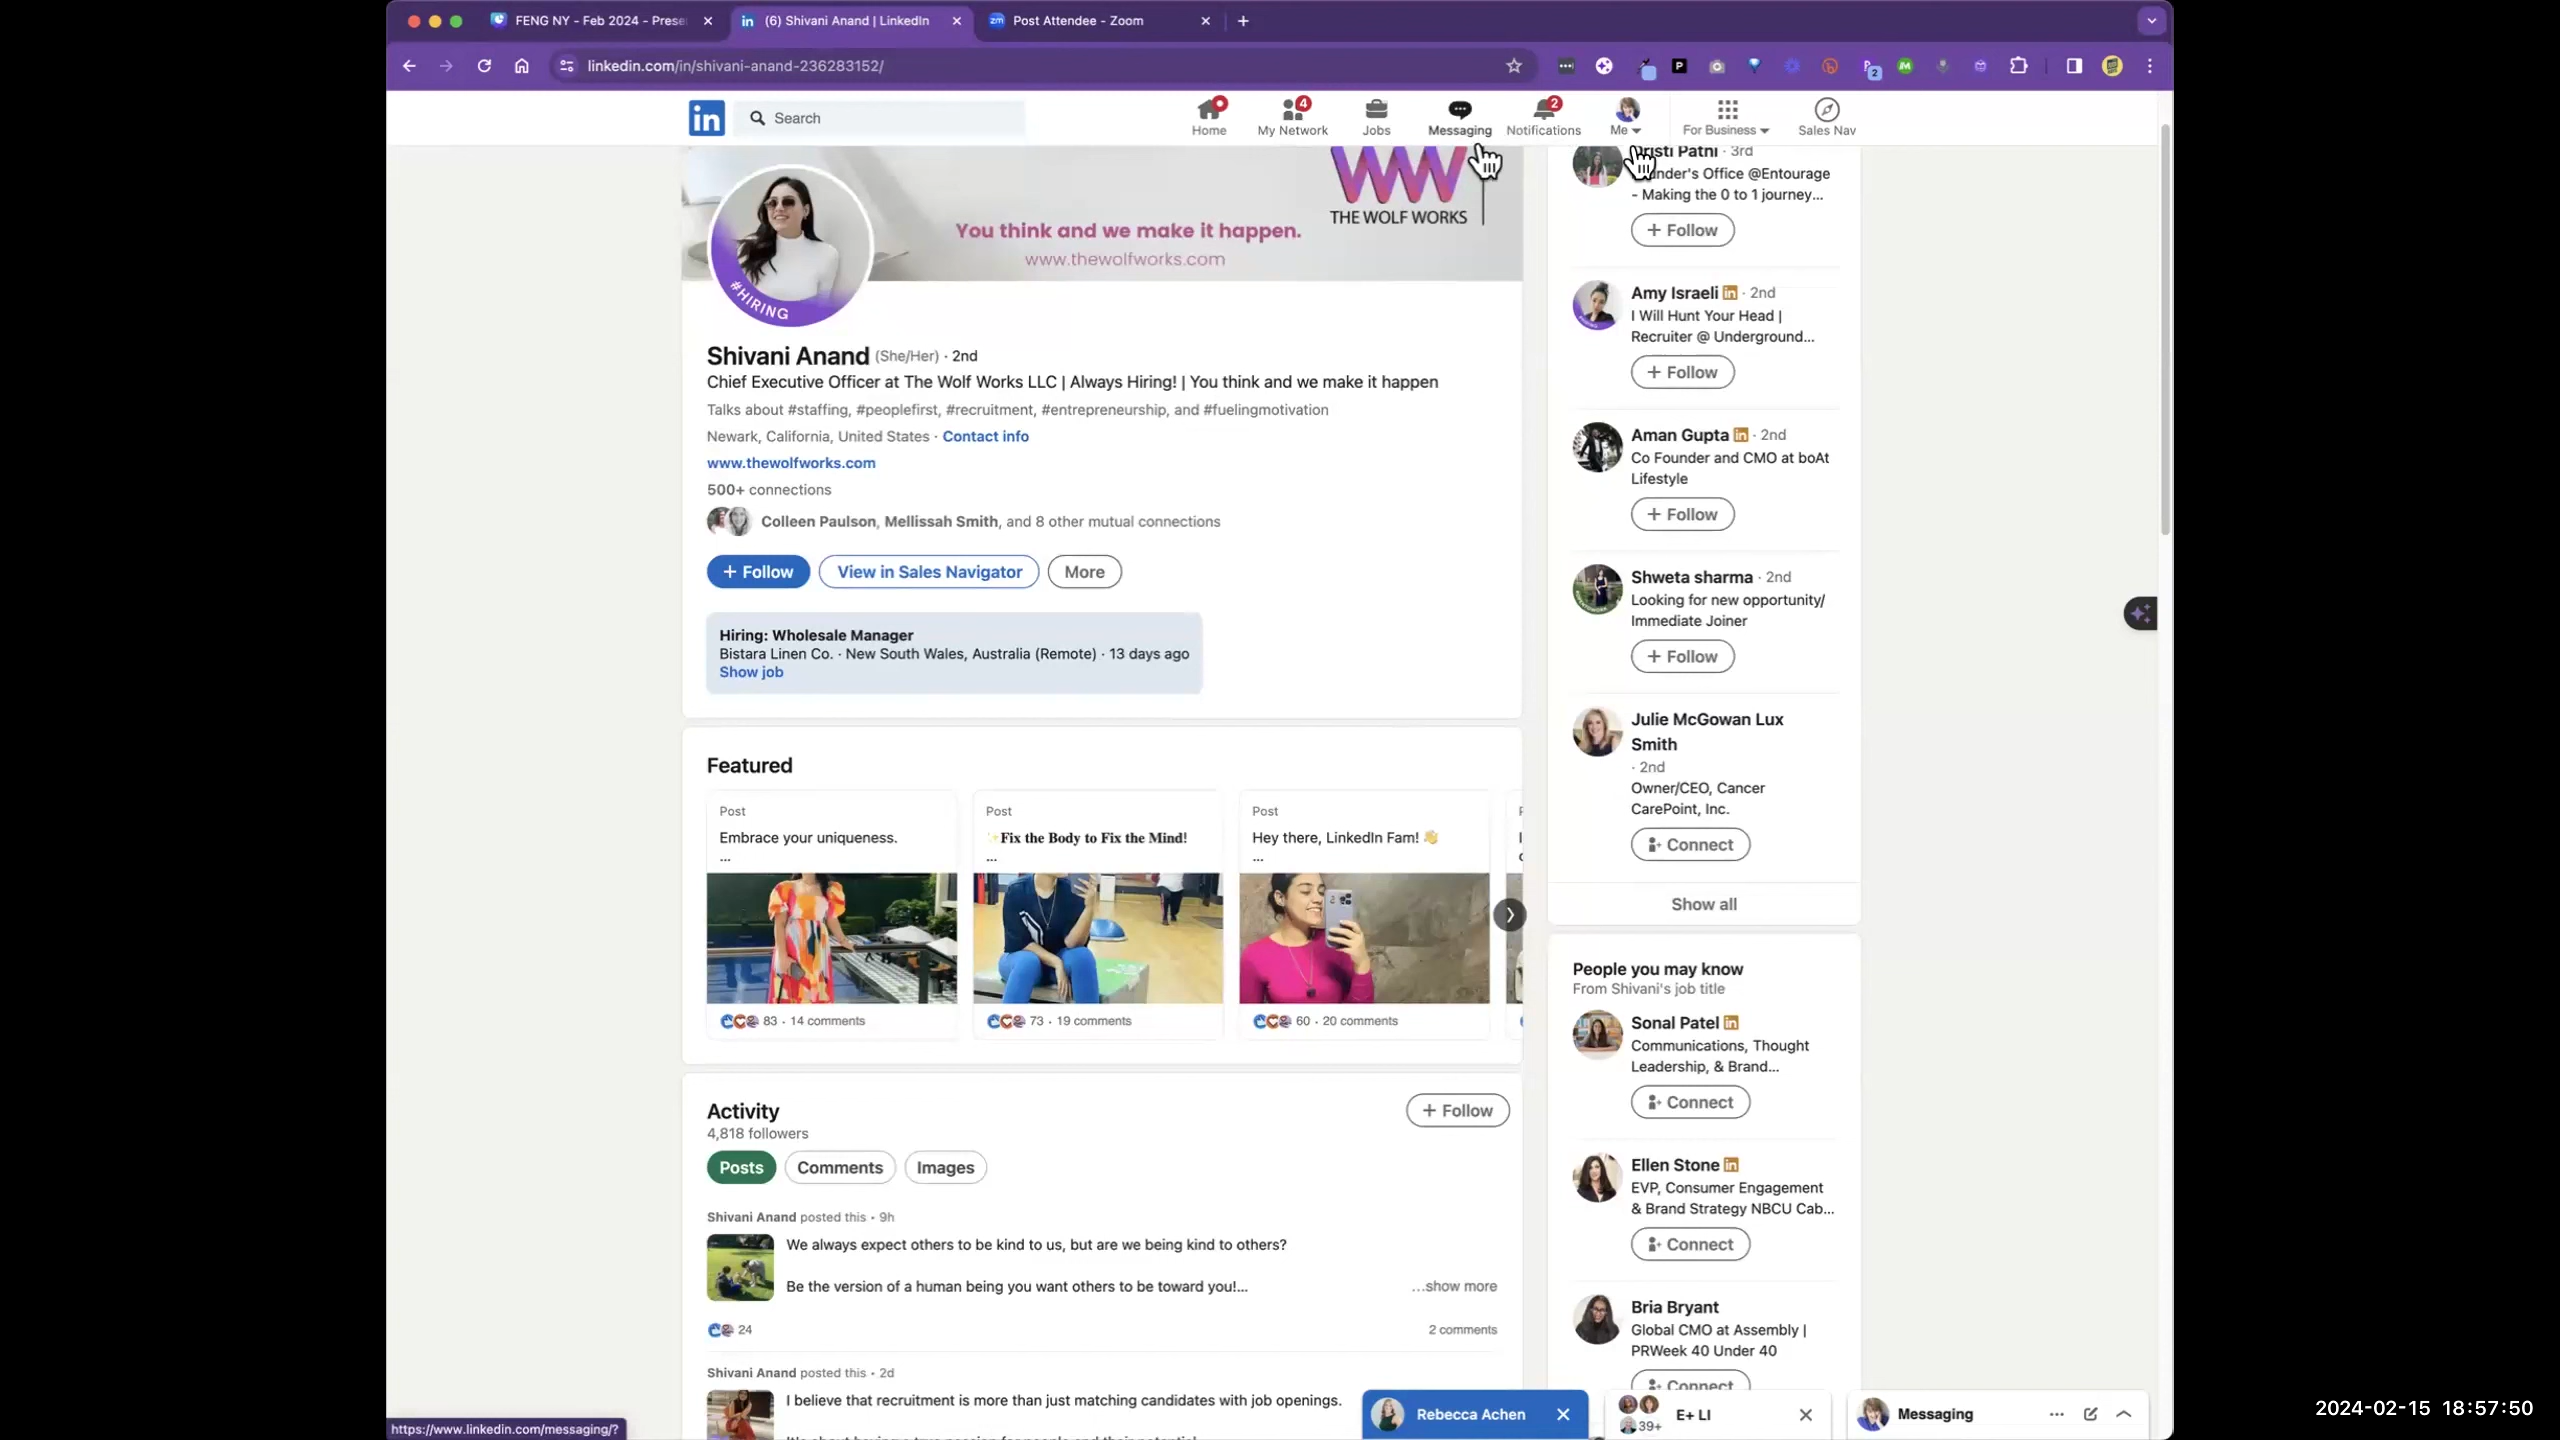 FENG NY - Feb 2024 - Prese
(6) Shivani Anand | LinkedIn
Post Attendee - Zoom
linkedin.com/in/shivani-anand-236283152/
Search
Home
4
My Network
Jobs
Messaging
2
Notifications
Me
For Business
Sales Nav
THE WOLF WORKS
You think and we make it happen.
www.thewolfworks.com
#HIRING
Shivani Anand (She/Her) · 2nd
Chief Executive Officer at The Wolf Works LLC | Always Hiring! | You think and we make it happen
Talks about #staffing, #peoplefirst, #recruitment, #entrepreneurship, and #fuelingmotivation
Newark, California, United States · Contact info
www.thewolfworks.com
500+ connections
Colleen Paulson, Mellissah Smith, and 8 other mutual connections
+ Follow
View in Sales Navigator
More
Hiring: Wholesale Manager
Bistara Linen Co. · New South Wales, Australia (Remote) · 13 days ago
Show job
Featured
Post
Embrace your uniqueness.
...
83 · 14 comments
Post
✨Fix the Body to Fix the Mind!
...
73 · 19 comments
Post
Hey there, LinkedIn Fam! 👋
...
60 · 20 comments
Activity
4,818 followers
+ Follow
Posts
Comments
Images
Shivani Anand posted this • 9h
We always expect others to be kind to us, but are we being kind to others?
Be the version of a human being you want others to be toward you!...
...show more
24
2 comments
Shivani Anand posted this • 2d
I believe that recruitment is more than just matching candidates with job openings.
Patni · 3rd
Office @Entourage
- Making the 0 to 1 journey...
+ Follow
Amy Israeli · 2nd
I Will Hunt Your Head |
Recruiter @ Underground...
+ Follow
Aman Gupta · 2nd
Co Founder and CMO at boAt
Lifestyle
+ Follow
Shweta sharma · 2nd
Looking for new opportunity/
Immediate Joiner
+ Follow
Julie McGowan Lux
Smith
· 2nd
Owner/CEO, Cancer
CarePoint, Inc.
Connect
Show all
People you may know
From Shivani's job title
Sonal Patel
Communications, Thought
Leadership, & Brand...
Connect
Ellen Stone
EVP, Consumer Engagement
& Brand Strategy NBCU Cab...
Connect
Bria Bryant
Global CMO at Assembly |
PRWeek 40 Under 40
Connect
Rebecca Achen
39+
E+ LI
Messaging
https://www.linkedin.com/messaging/?
2024-02-15 18:57:50